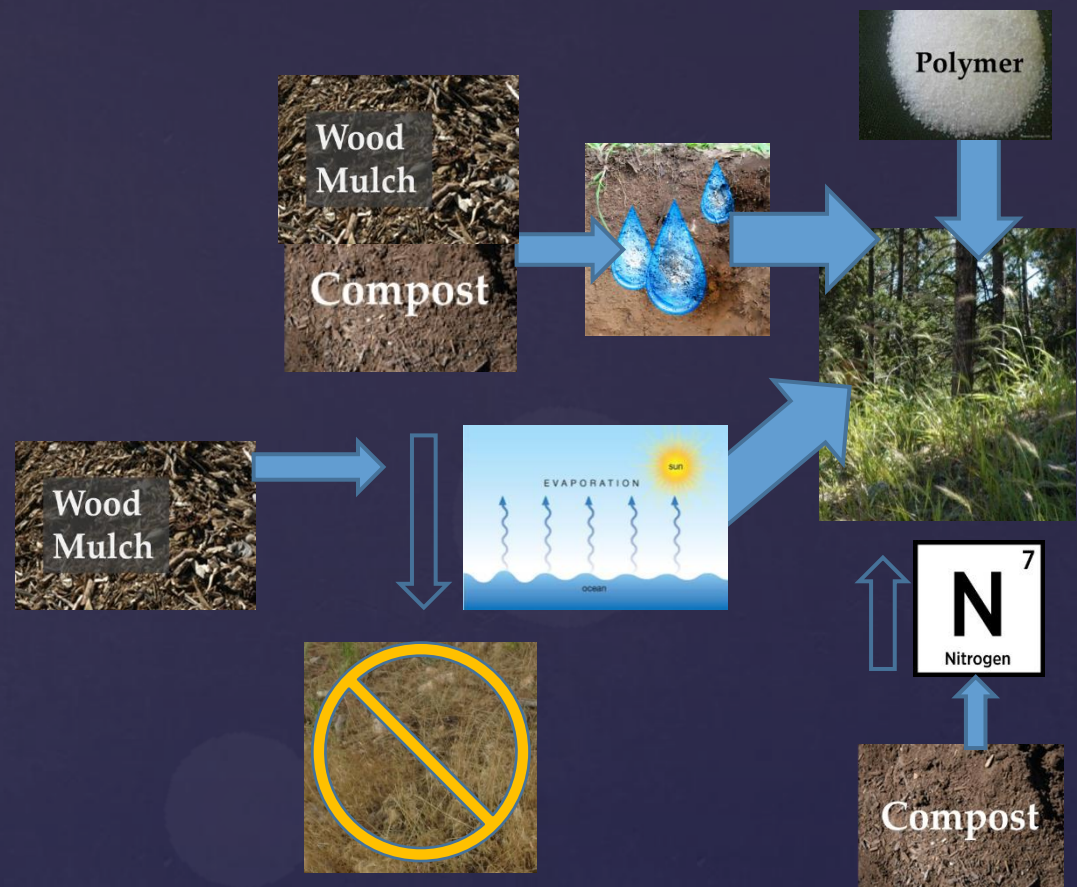 Polymer
Wood
Mulch
Compost
Wood
Mulch
sun
EVAPORATION
ocean
7
N
Nitrogen
Compost